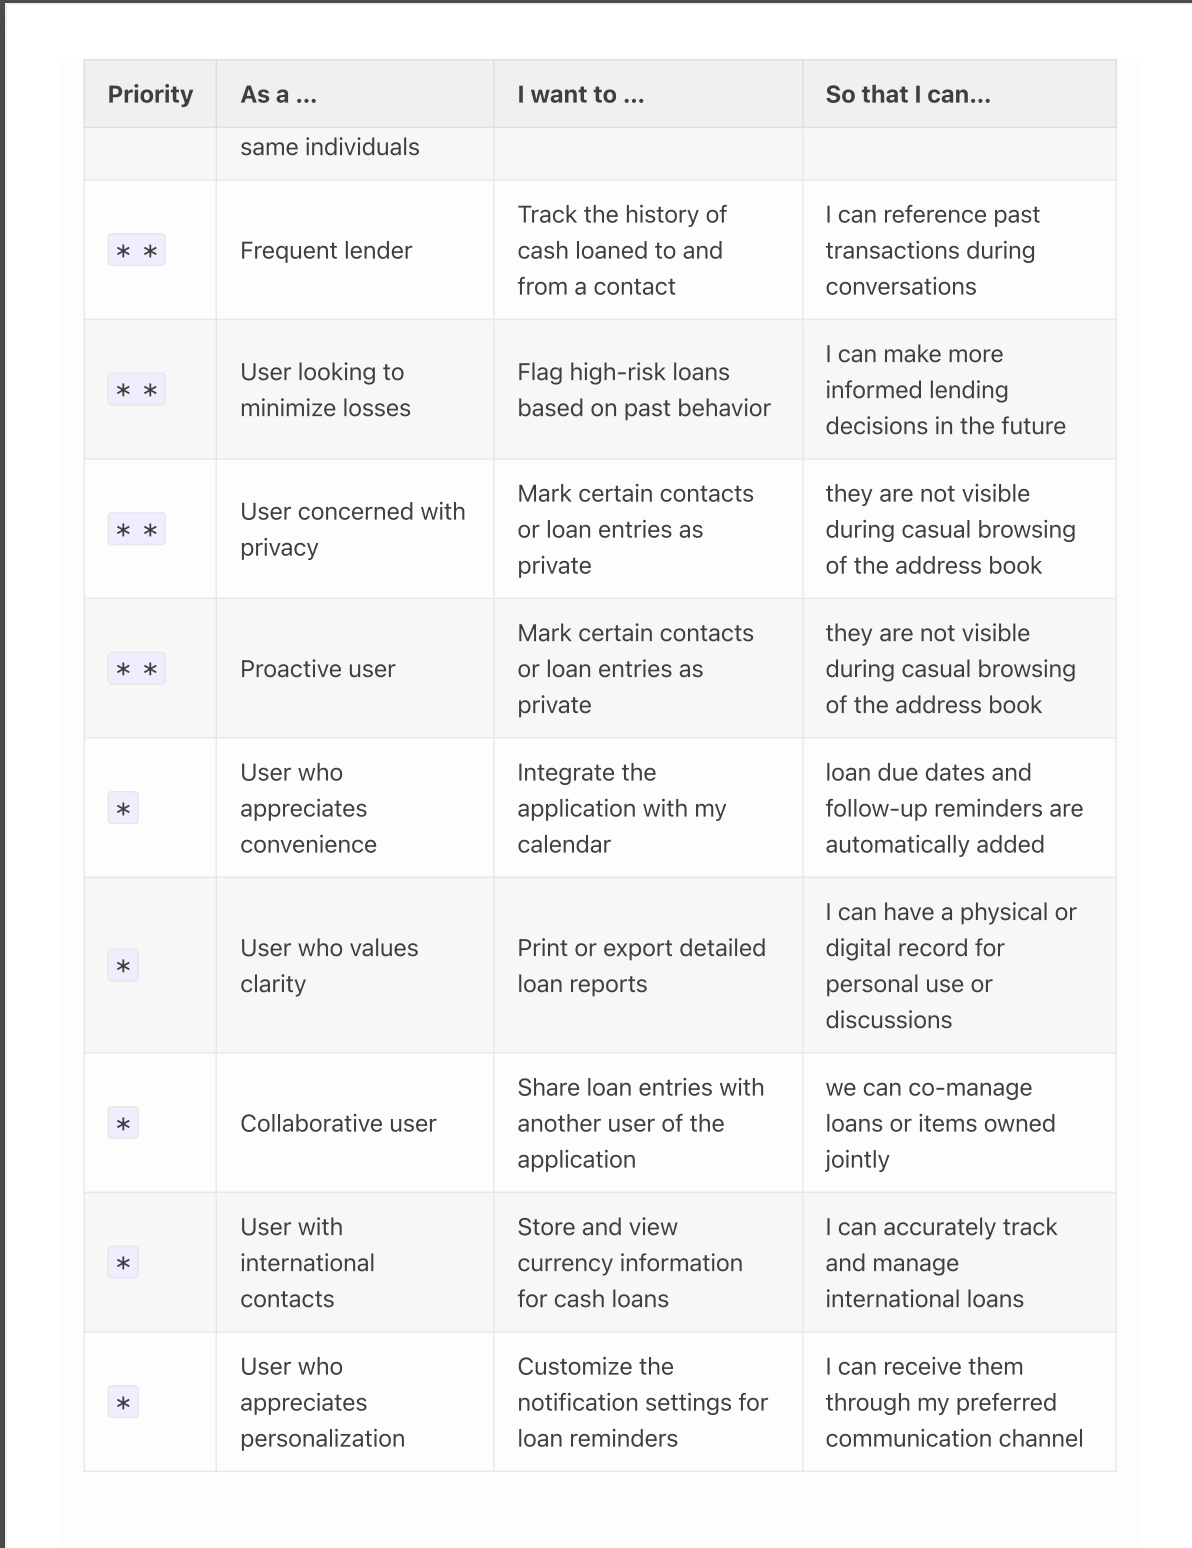 Priority As a ... I want to ... So that I can...
same individuals
* * Frequent lender Track the history of cash loaned to and from a contact I can reference past transactions during conversations
* * User looking to minimize losses Flag high-risk loans based on past behavior I can make more informed lending decisions in the future
* * User concerned with privacy Mark certain contacts or loan entries as private they are not visible during casual browsing of the address book
* * Proactive user Mark certain contacts or loan entries as private they are not visible during casual browsing of the address book
* User who appreciates convenience Integrate the application with my calendar loan due dates and follow-up reminders are automatically added
* User who values clarity Print or export detailed loan reports I can have a physical or digital record for personal use or discussions
* Collaborative user Share loan entries with another user of the application we can co-manage loans or items owned jointly
* User with international contacts Store and view currency information for cash loans I can accurately track and manage international loans
* User who appreciates personalization Customize the notification settings for loan reminders I can receive them through my preferred communication channel